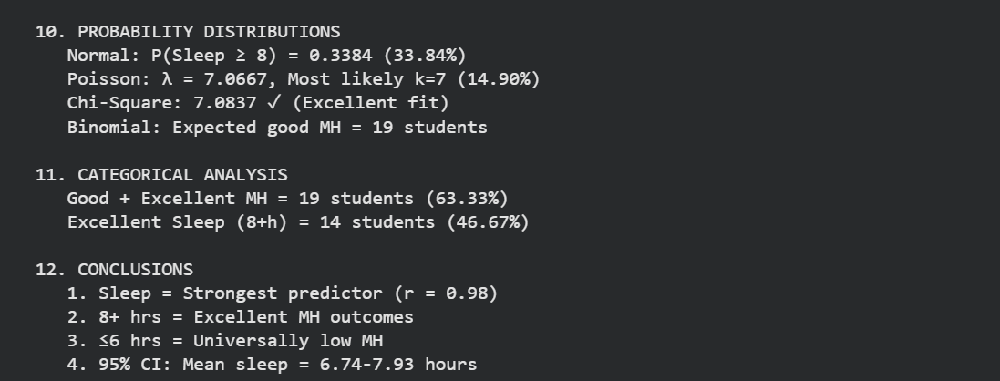 10. PROBABILITY DISTRIBUTIONS
Normal: P(Sleep ≥ 8) = 0.3384 (33.84%)
Poisson: λ = 7.0667, Most likely k=7 (14.90%)
Chi-Square: 7.0837 ✓ (Excellent fit)
Binomial: Expected good MH = 19 students
11. CATEGORICAL ANALYSIS
Good + Excellent MH = 19 students (63.33%)
Excellent Sleep (8+h) = 14 students (46.67%)
12. CONCLUSIONS
1. Sleep = Strongest predictor (r = 0.98)
2. 8+ hrs = Excellent MH outcomes
3. ≤6 hrs = Universally low MH
4. 95% CI: Mean sleep = 6.74-7.93 hours